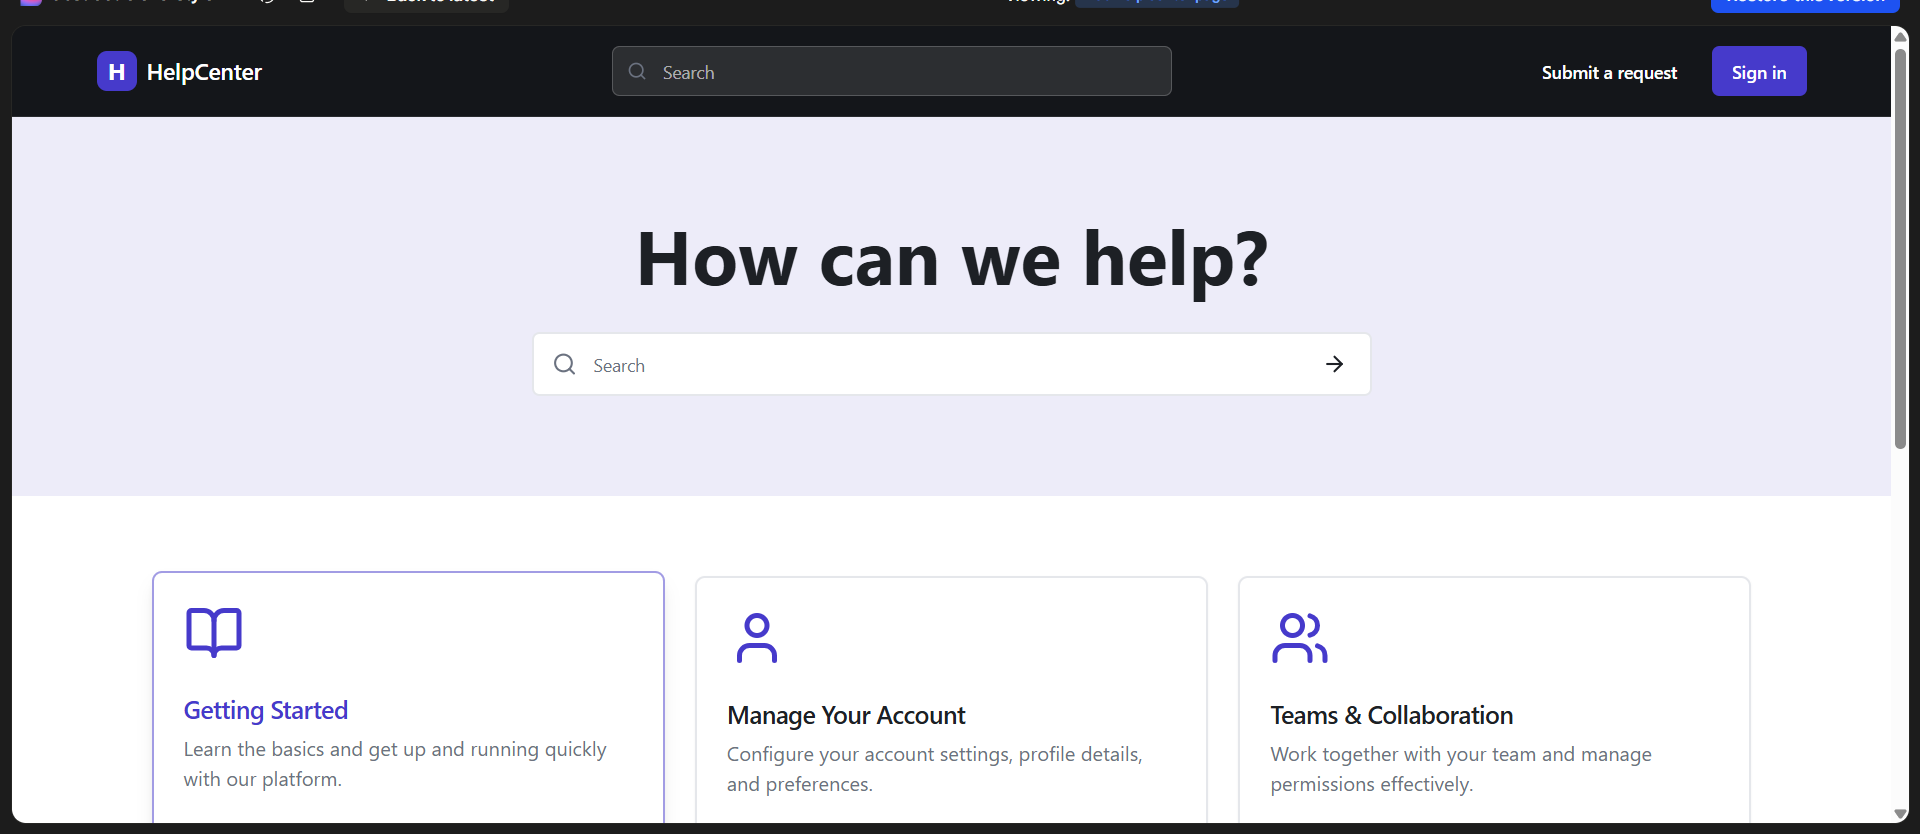 H HelpCenter
Search
Submit a request
Sign in
How can we help?
Search
Getting Started
Learn the basics and get up and running quickly
with our platform.
Manage Your Account
Configure your account settings, profile details,
and preferences.
Teams & Collaboration
Work together with your team and manage
permissions effectively.